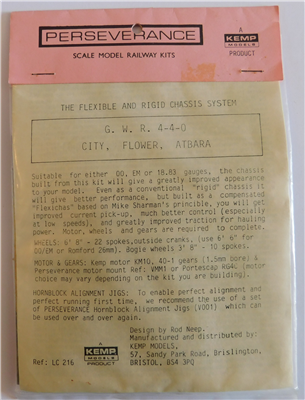 PERSEVERANCE
SCALE MODEL RAILWAY KITS
A
KEMP
MODELS
PRODUCT
THE FLEXIBLE AND RIGID CHASSIS SYSTEM
G. W. R. 4-4-0
CITY, FLOWER, ATBARA
Suitable for either OO, EM or 18.83 gauges, the chassis
built from this kit will give a greatly improved appearance
to your model. Even as a conventional "rigid" chassis it
will give better performance, but built as a compensated
"Flexichas" based on Mike Sharman's principle, you will get
improved current pick-up, much better control (especially
at low speeds), and greatly improved traction for hauling
power. Motor, wheels and gears are required to complete.
WHEELS: 6' 8" - 22 spokes, outside cranks, (use 6' 6" for
OO/EM or Romford 26mm). Bogie wheels 3' 8" - 10 spokes.
MOTOR & GEARS: Kemp motor KM1Q, 40-1 gears (1.5mm bore) &
Perseverance motor mount Ref: VMM1 or Portescap RG4. (motor
choice may vary depending on the kit you are building).
HORNBLOCK ALIGNMENT JIGS: To enable perfect alignment and
perfect running first time, we recommend the use of a set
of PERSEVERANCE Hornblock Alignment Jigs (V001) which can
be used over and over again.
Design by Rod Neep.
Manufactured and distributed by:
KEMP MODELS,
57, Sandy Park Road, Brislington,
BRISTOL, BS4 3PQ
Ref: LC 216
A
KEMP
MODELS
PRODUCT